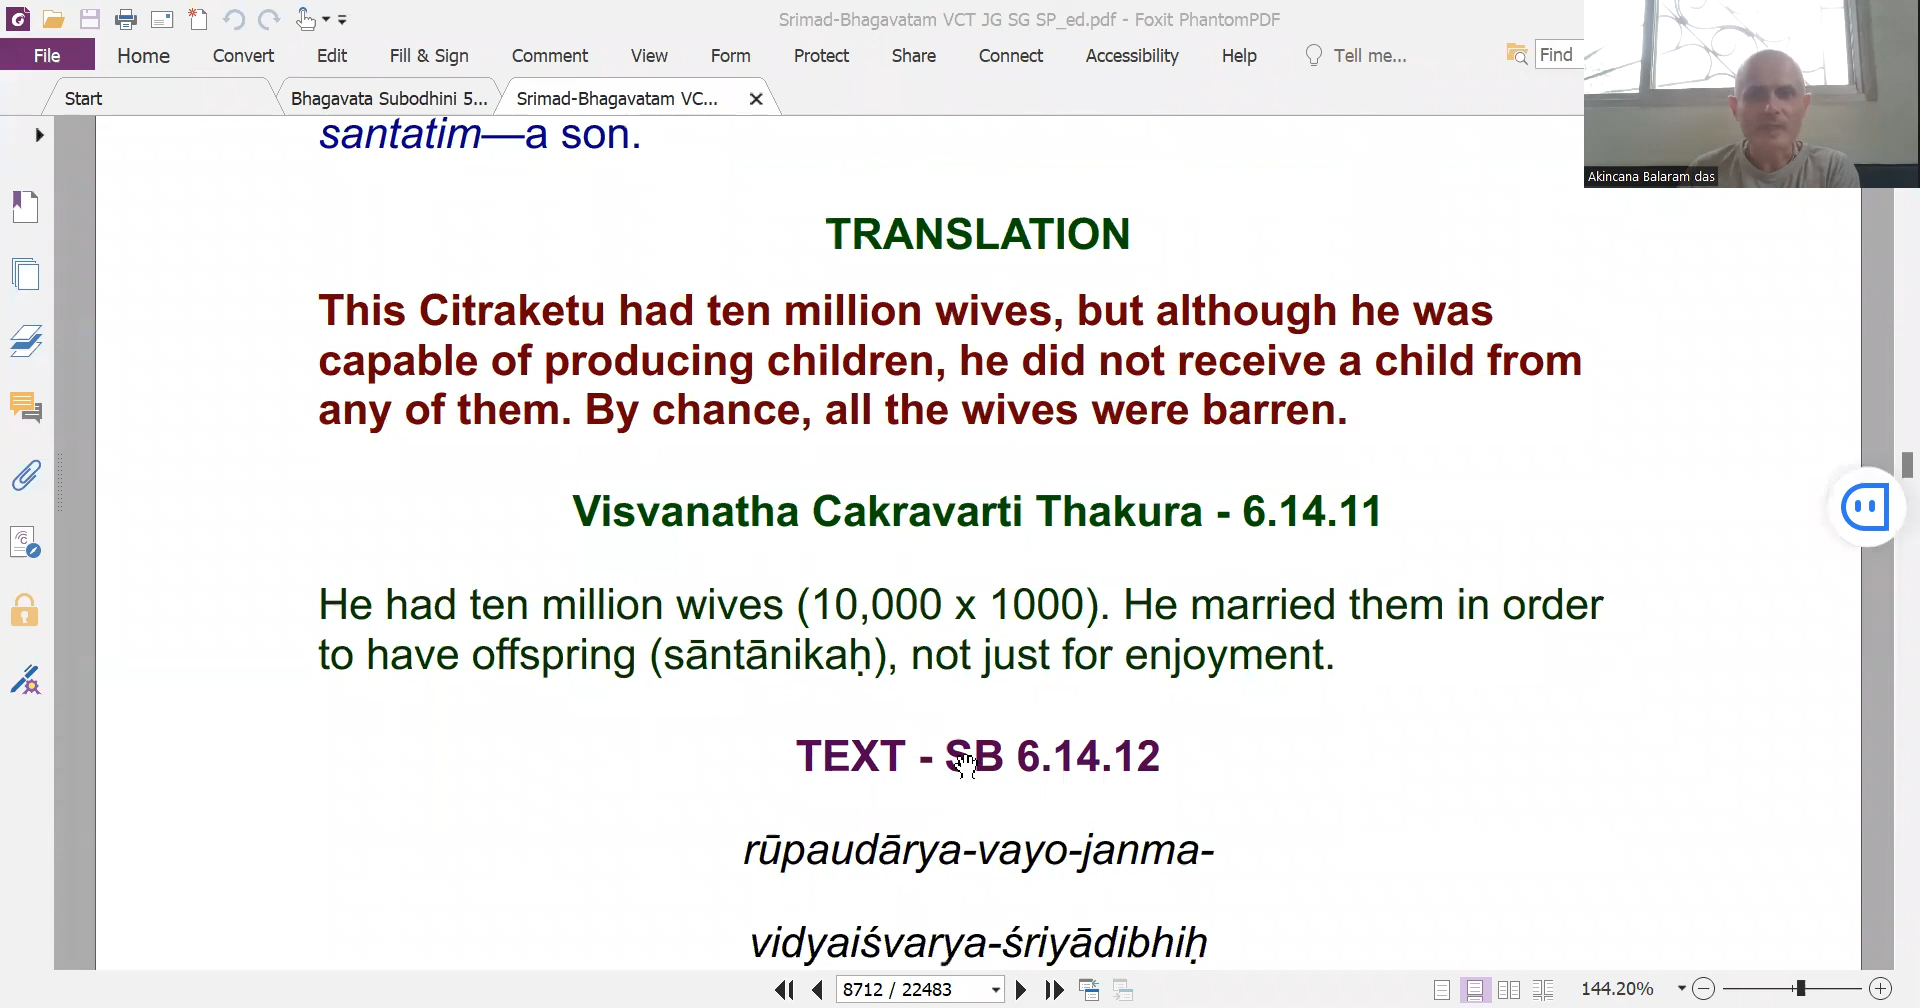 Srimad-Bhagavatam VCT JG SG SP_ed.pdf - Foxit PhantomPDF
File Home Convert Edit Fill & Sign Comment View Form Protect Share Connect Accessibility Help Tell me... Find
Start Bhagavata Subodhini 5... Srimad-Bhagavatam VC...
Akincana Balaram das
santatim—a son.
TRANSLATION
This Citraketu had ten million wives, but although he was
capable of producing children, he did not receive a child from
any of them. By chance, all the wives were barren.
Visvanatha Cakravarti Thakura - 6.14.11
He had ten million wives (10,000 x 1000). He married them in order
to have offspring (sāntānikaḥ), not just for enjoyment.
TEXT - SB 6.14.12
rūpaudārya-vayo-janma-
vidyaiśvarya-śriyādibhiḥ
8712 / 22483
144.20%